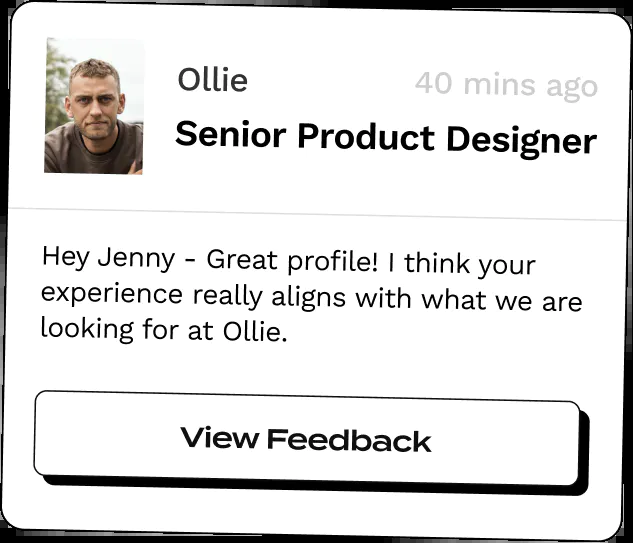 Ollie
40 mins ago
Senior Product Designer
Hey Jenny - Great profile! I think your
experience really aligns with what we are
looking for at Ollie.
View Feedback